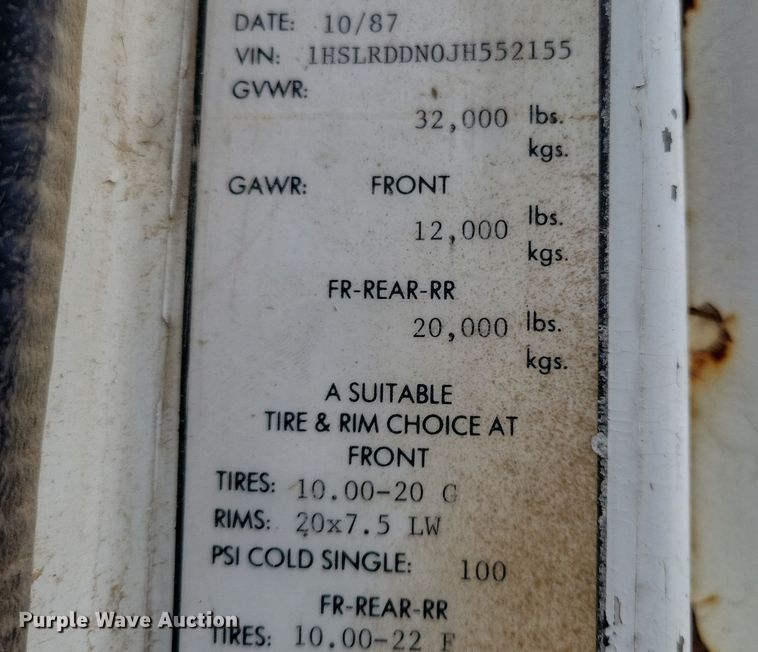 DATE: 10/87
VIN: 1HSLRDDN0JH552155
GVWR:
32,000 lbs.
kgs.
GAWR: FRONT
12,000 lbs.
kgs.
FR-REAR-RR
20,000 lbs.
kgs.
A SUITABLE
TIRE & RIM CHOICE AT
FRONT
TIRES: 10.00-20 G
RIMS: 20x7.5 LW
PSI COLD SINGLE: 100
FR-REAR-RR
Purple Wave Auction
TIRES: 10.00-22 F